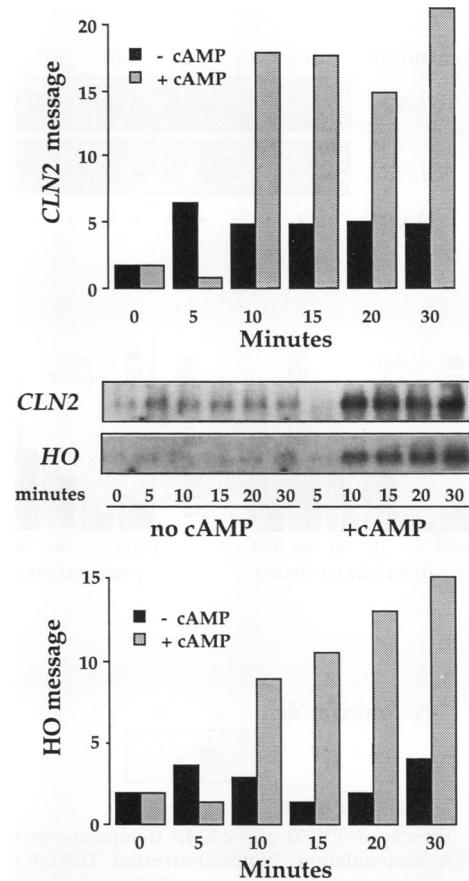 20
15
10
5
0
CLN2 message
- cAMP
+ cAMP
0 5 10 15 20 30
Minutes
CLN2
HO
minutes 0 5 10 15 20 30 5 10 15 20 30
no cAMP +cAMP
15
10
5
0
HO message
- cAMP
+ cAMP
0 5 10 15 20 30
Minutes